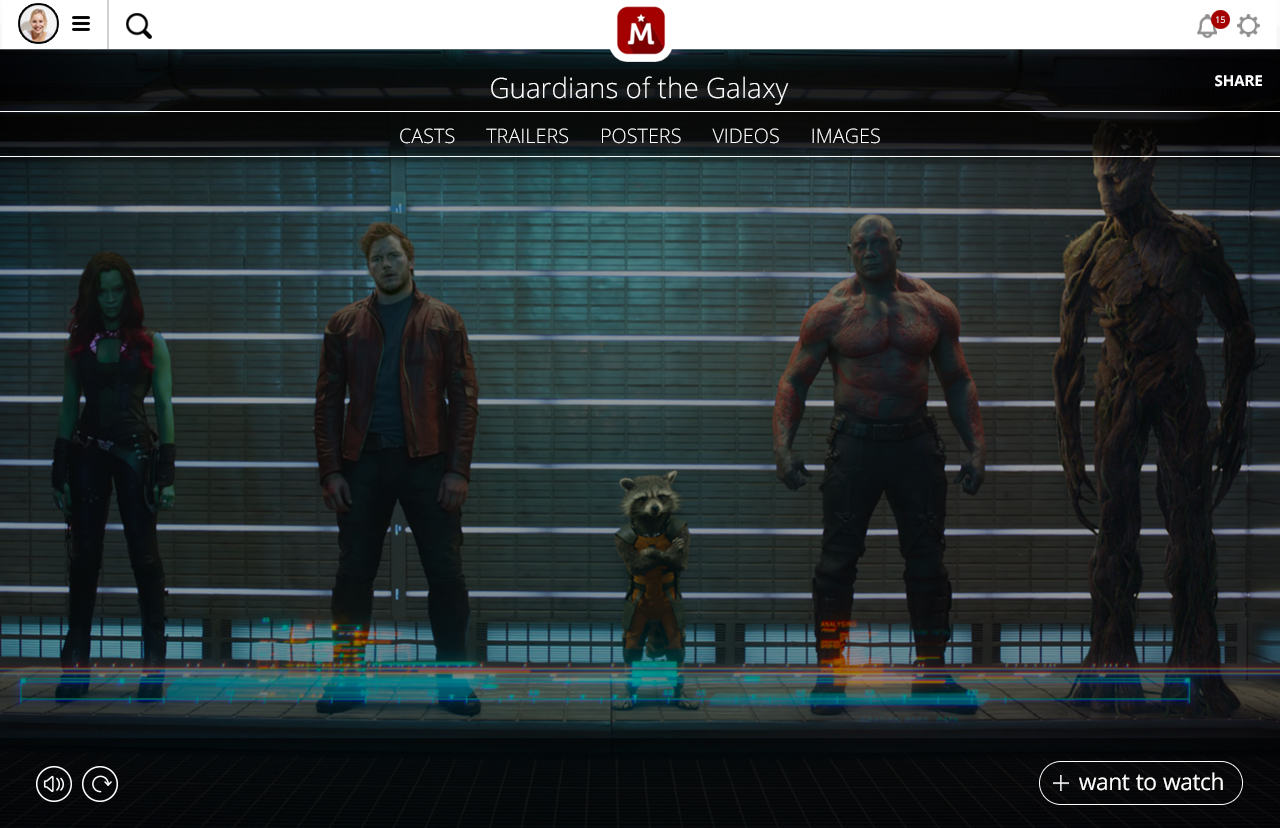 15
M
Guardians of the Galaxy
SHARE
CASTS TRAILERS POSTERS VIDEOS IMAGES
ANALYSING
+ want to watch